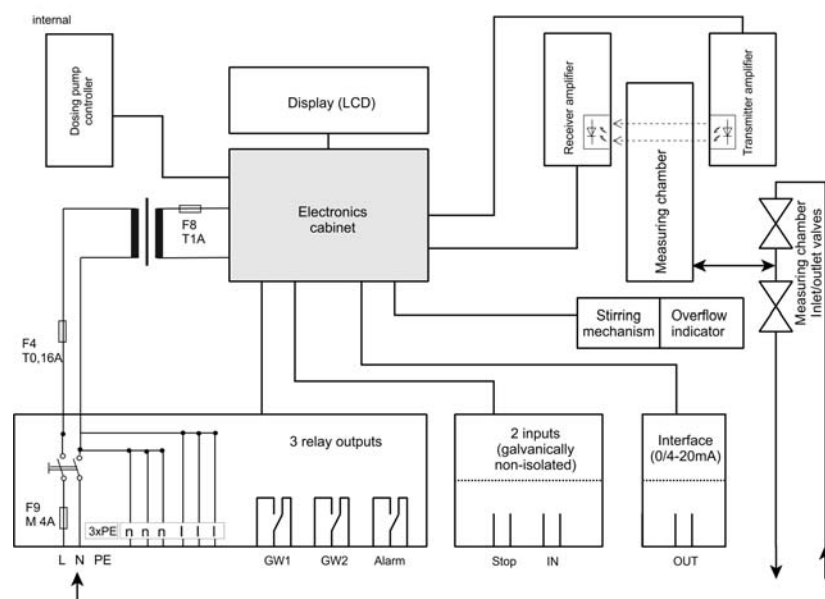 internal
Dosing pump
controller
Display (LCD)
Electronics
cabinet
Receiver amplifier
Measuring chamber
Transmitter amplifier
Measuring chamber
Inlet/outlet valves
F8
T1A
F4
T0,16A
Stirring
mechanism
Overflow
indicator
3 relay outputs
2 inputs
(galvanically
non-isolated)
Interface
(0/4-20mA)
F9
M 4A
3xPE n n n l l l
L N PE
GW1 GW2 Alarm
Stop IN
OUT